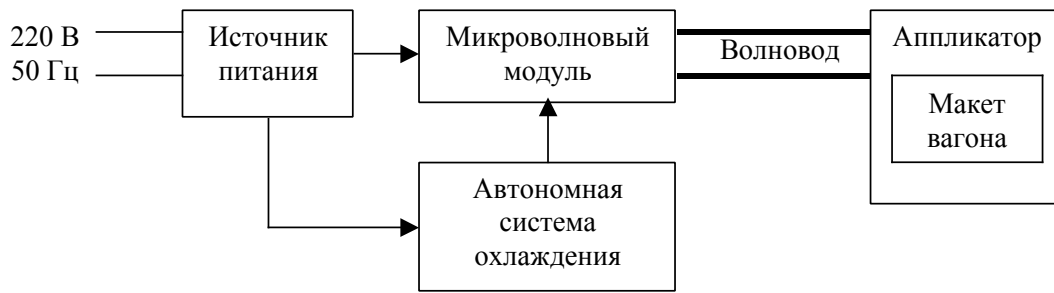 220 В
50 Гц
Источник
питания
Микроволновый
модуль
Волновод
Аппликатор
Макет
вагона
Автономная
система
охлаждения